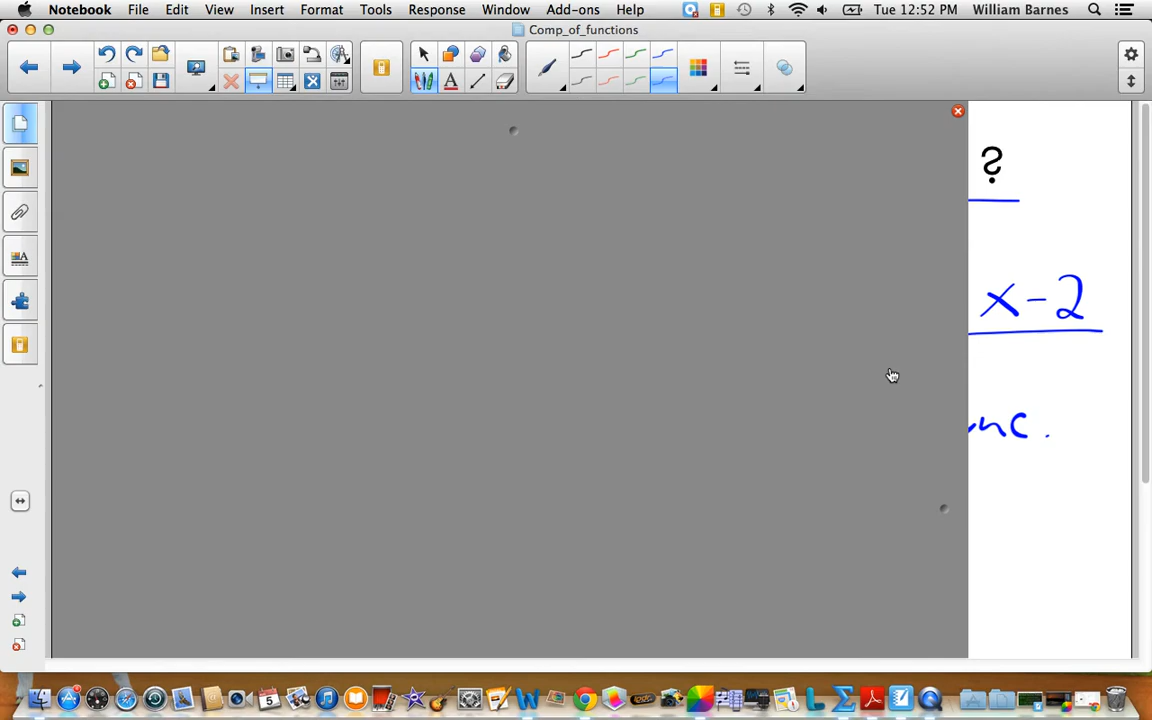 Notebook File Edit View Insert Format Tools Response Window Add-ons Help Tue 12:52 PM William Barnes
Comp_of_functions
?
x-2
nc.